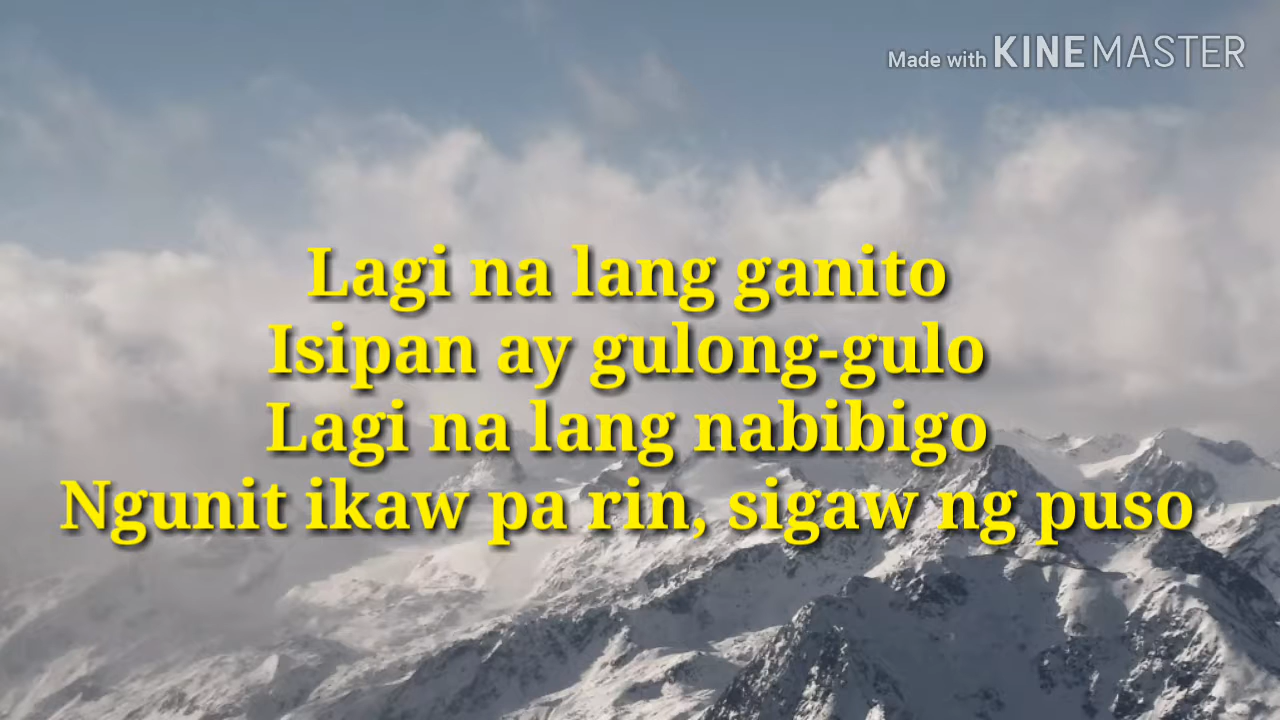 Made with KINEMASTER
Lagi na lang ganito
Isipan ay gulong-gulo
Lagi na lang nabibigo
Ngunit ikaw pa rin, sigaw ng puso